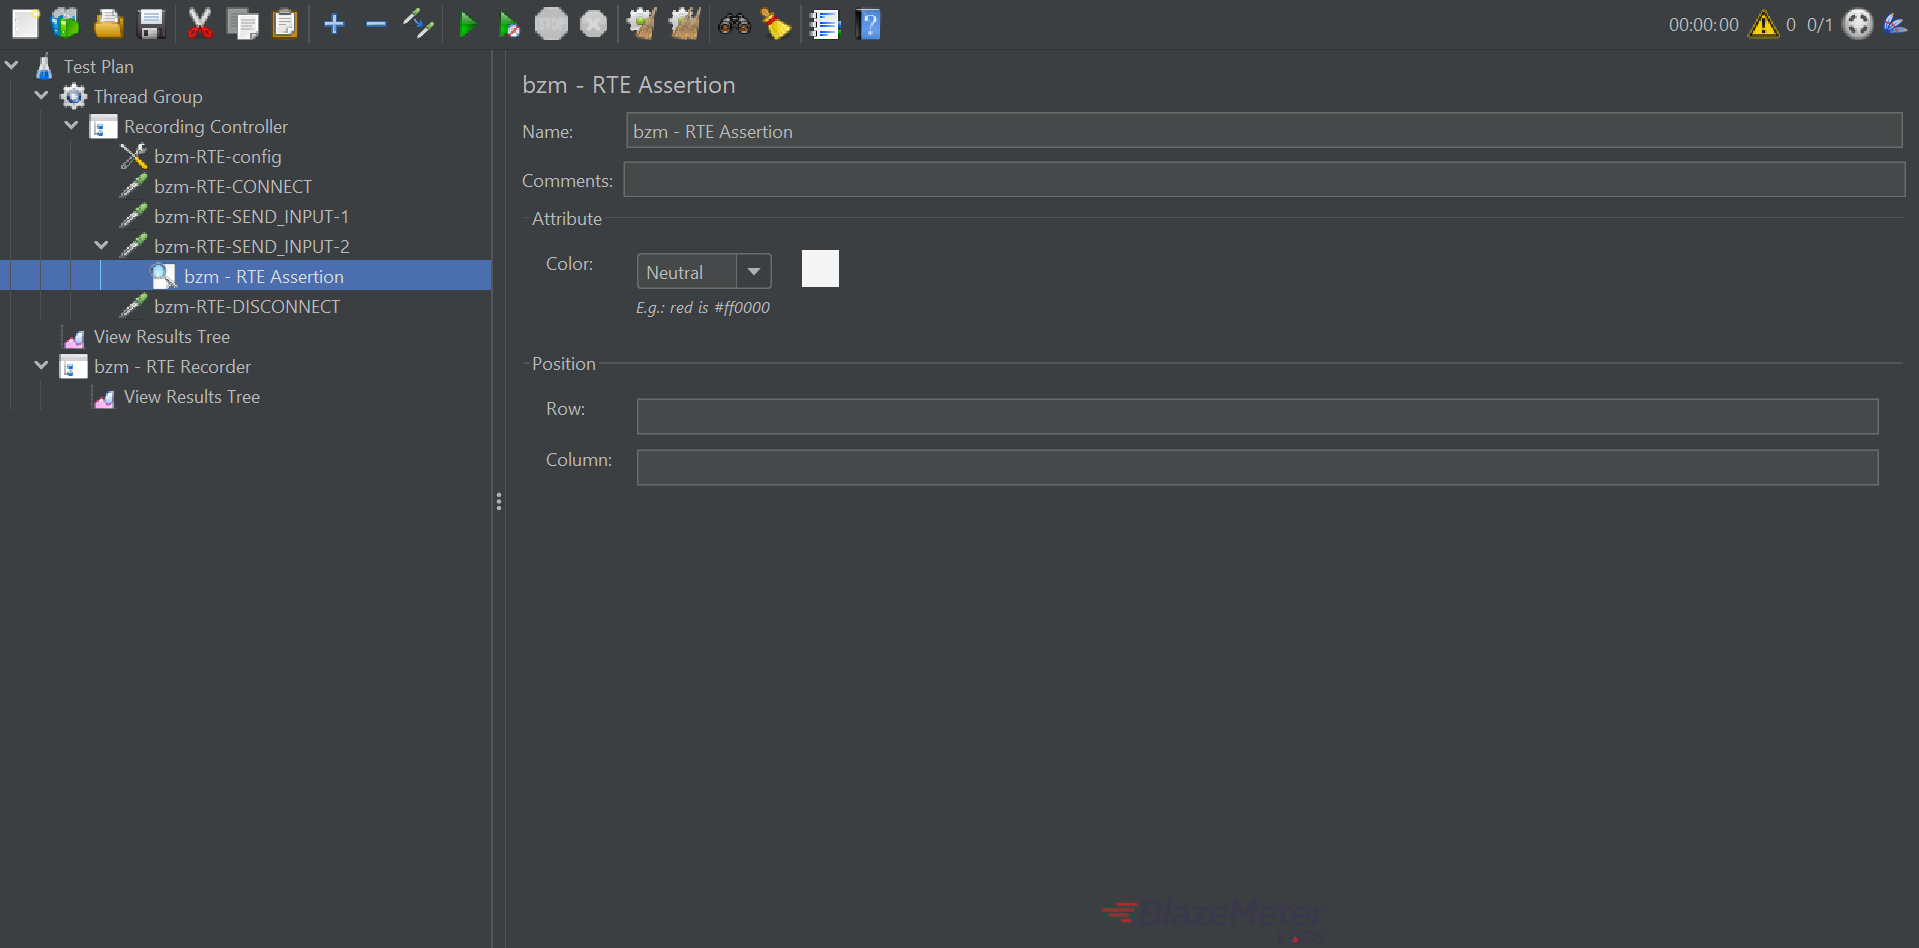 STOP
00:00:00 0 0/1
Test Plan
Thread Group
Recording Controller
bzm-RTE-config
bzm-RTE-CONNECT
bzm-RTE-SEND_INPUT-1
bzm-RTE-SEND_INPUT-2
bzm - RTE Assertion
bzm-RTE-DISCONNECT
View Results Tree
bzm - RTE Recorder
View Results Tree
bzm - RTE Assertion
Name: bzm - RTE Assertion
Comments:
Attribute
Color: Neutral
E.g.: red is #ff0000
Position
Row:
Column:
BlazeMeter
LABS